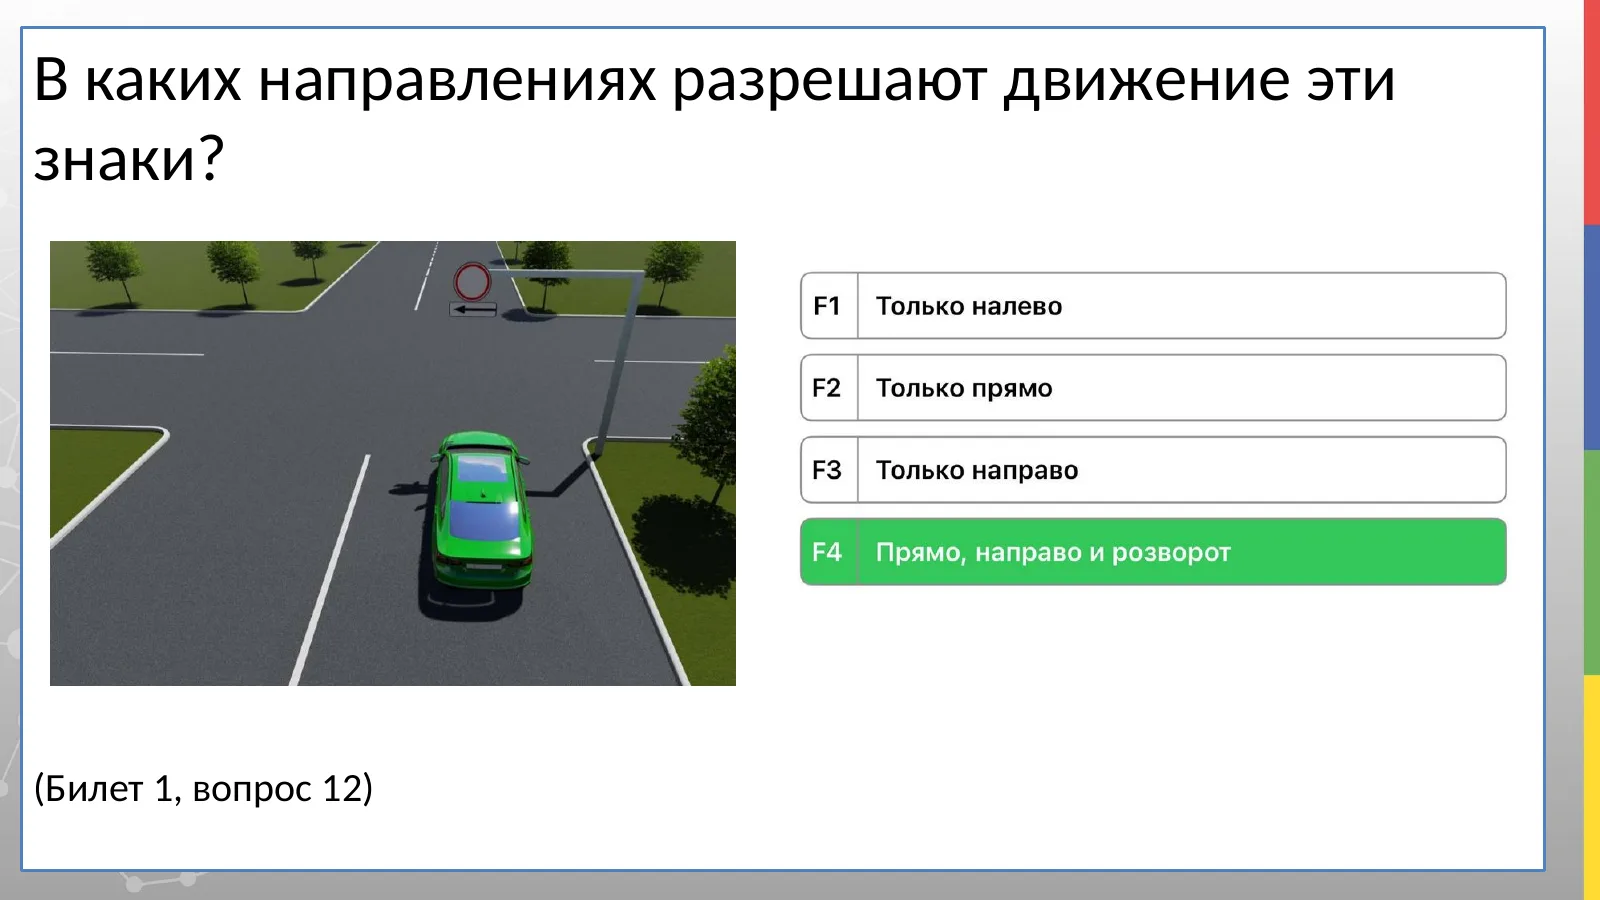 В каких направлениях разрешают движение эти
знаки?
F1 Только налево
F2 Только прямо
F3 Только направо
F4 Прямо, направо и розворот
(Билет 1, вопрос 12)